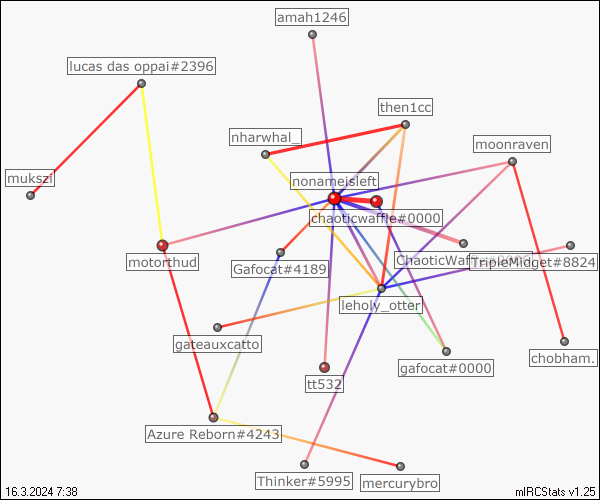 amah1246
lucas das oppai#2396
then1cc
nharwhal_
moonraven
mukszi
nonameisleft
chaoticwaffle#0000
motorthud
Gafocat#4189
ChaoticWaff
TripleMidget#8824
leholy_otter
gateauxcatto
gafocat#0000
chobham.
tt532
Azure Reborn#4243
Thinker#5995
mercurybro
16.3.2024 7:38
mIRCStats v1.25